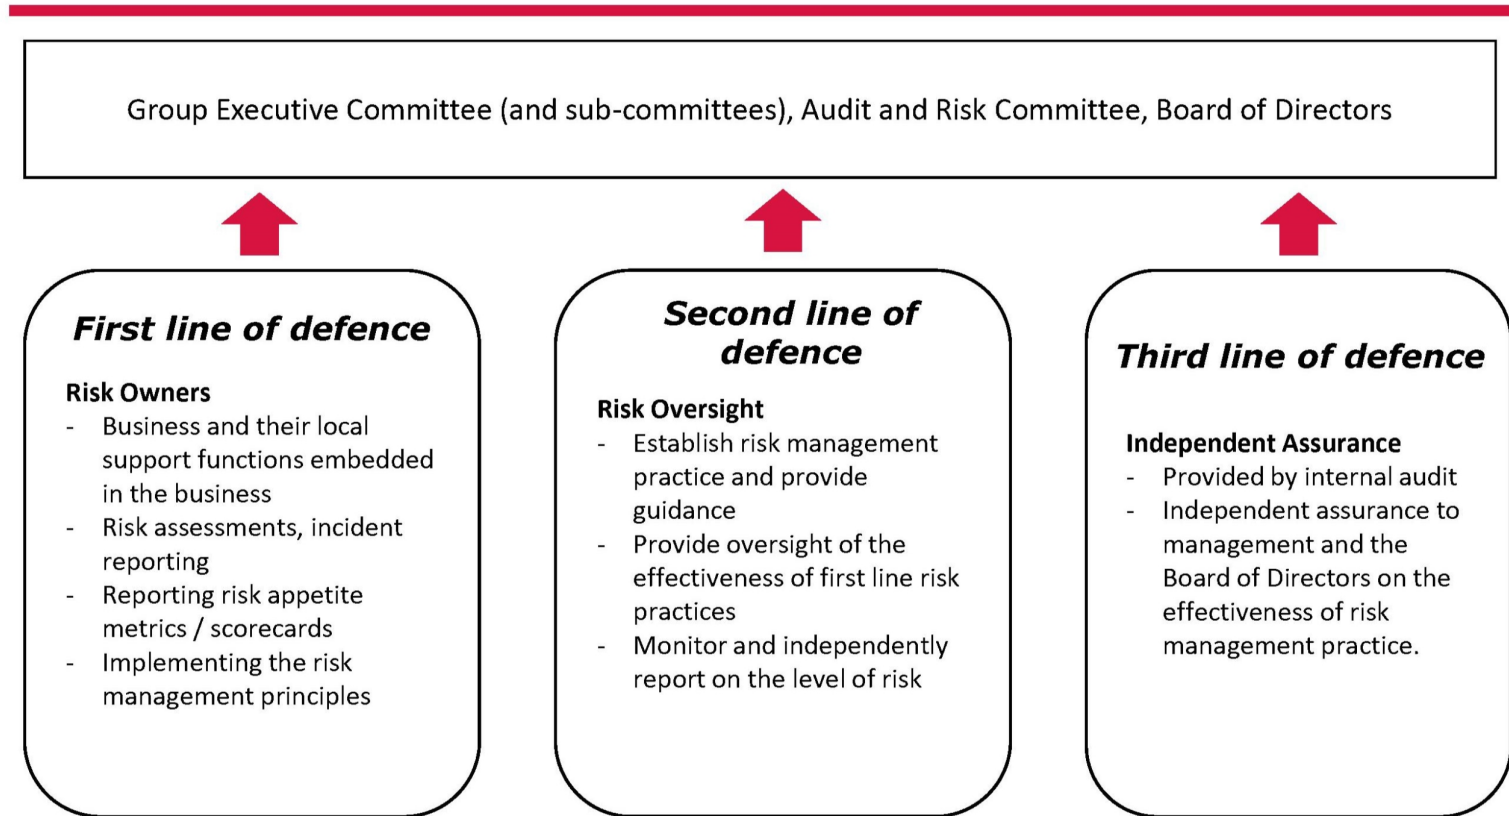 Group Executive Committee (and sub-committees), Audit and Risk Committee, Board of Directors
First line of defence
Risk Owners
- Business and their local
support functions embedded
in the business
- Risk assessments, incident
reporting
- Reporting risk appetite
metrics / scorecards
- Implementing the risk
management principles
Second line of
defence
Risk Oversight
- Establish risk management
practice and provide
guidance
- Provide oversight of the
effectiveness of first line risk
practices
- Monitor and independently
report on the level of risk
Third line of defence
Independent Assurance
- Provided by internal audit
- Independent assurance to
management and the
Board of Directors on the
effectiveness of risk
management practice.